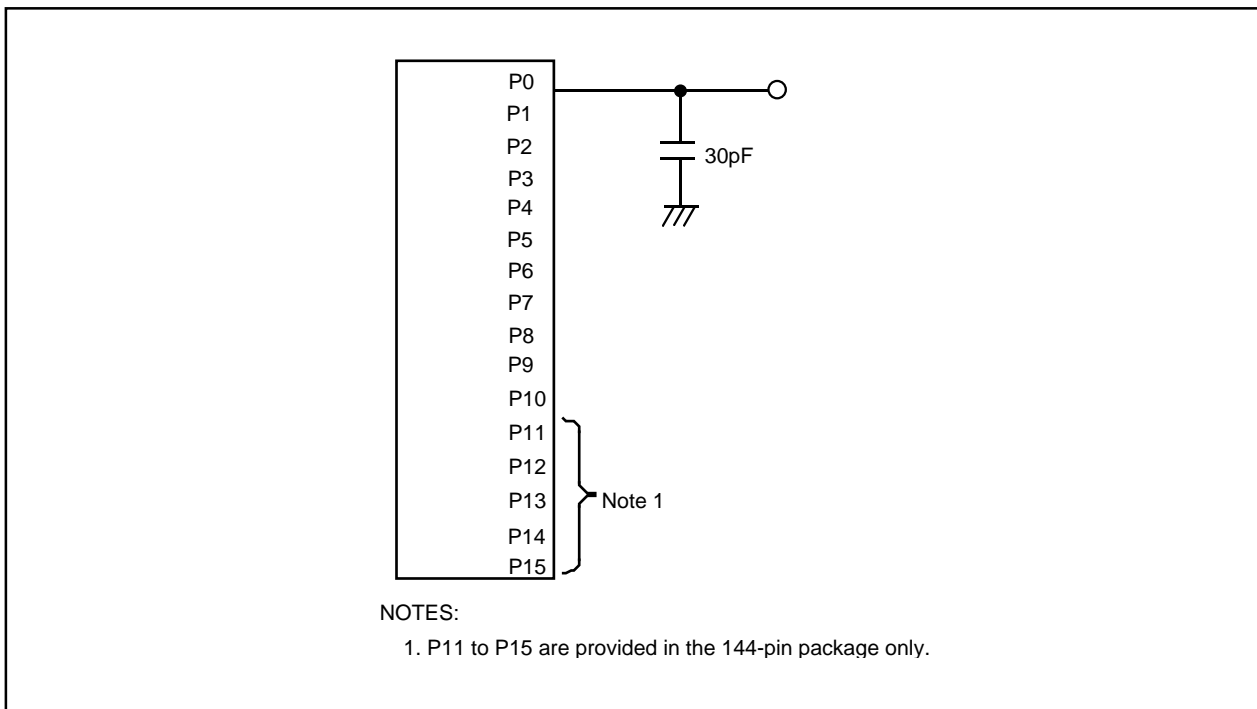 P0
P1
P2
30pF
P3
P4
P5
P6
P7
P8
P9
P10
P11
P12
P13 Note 1
P14
P15
NOTES:
1. P11 to P15 are provided in the 144-pin package only.